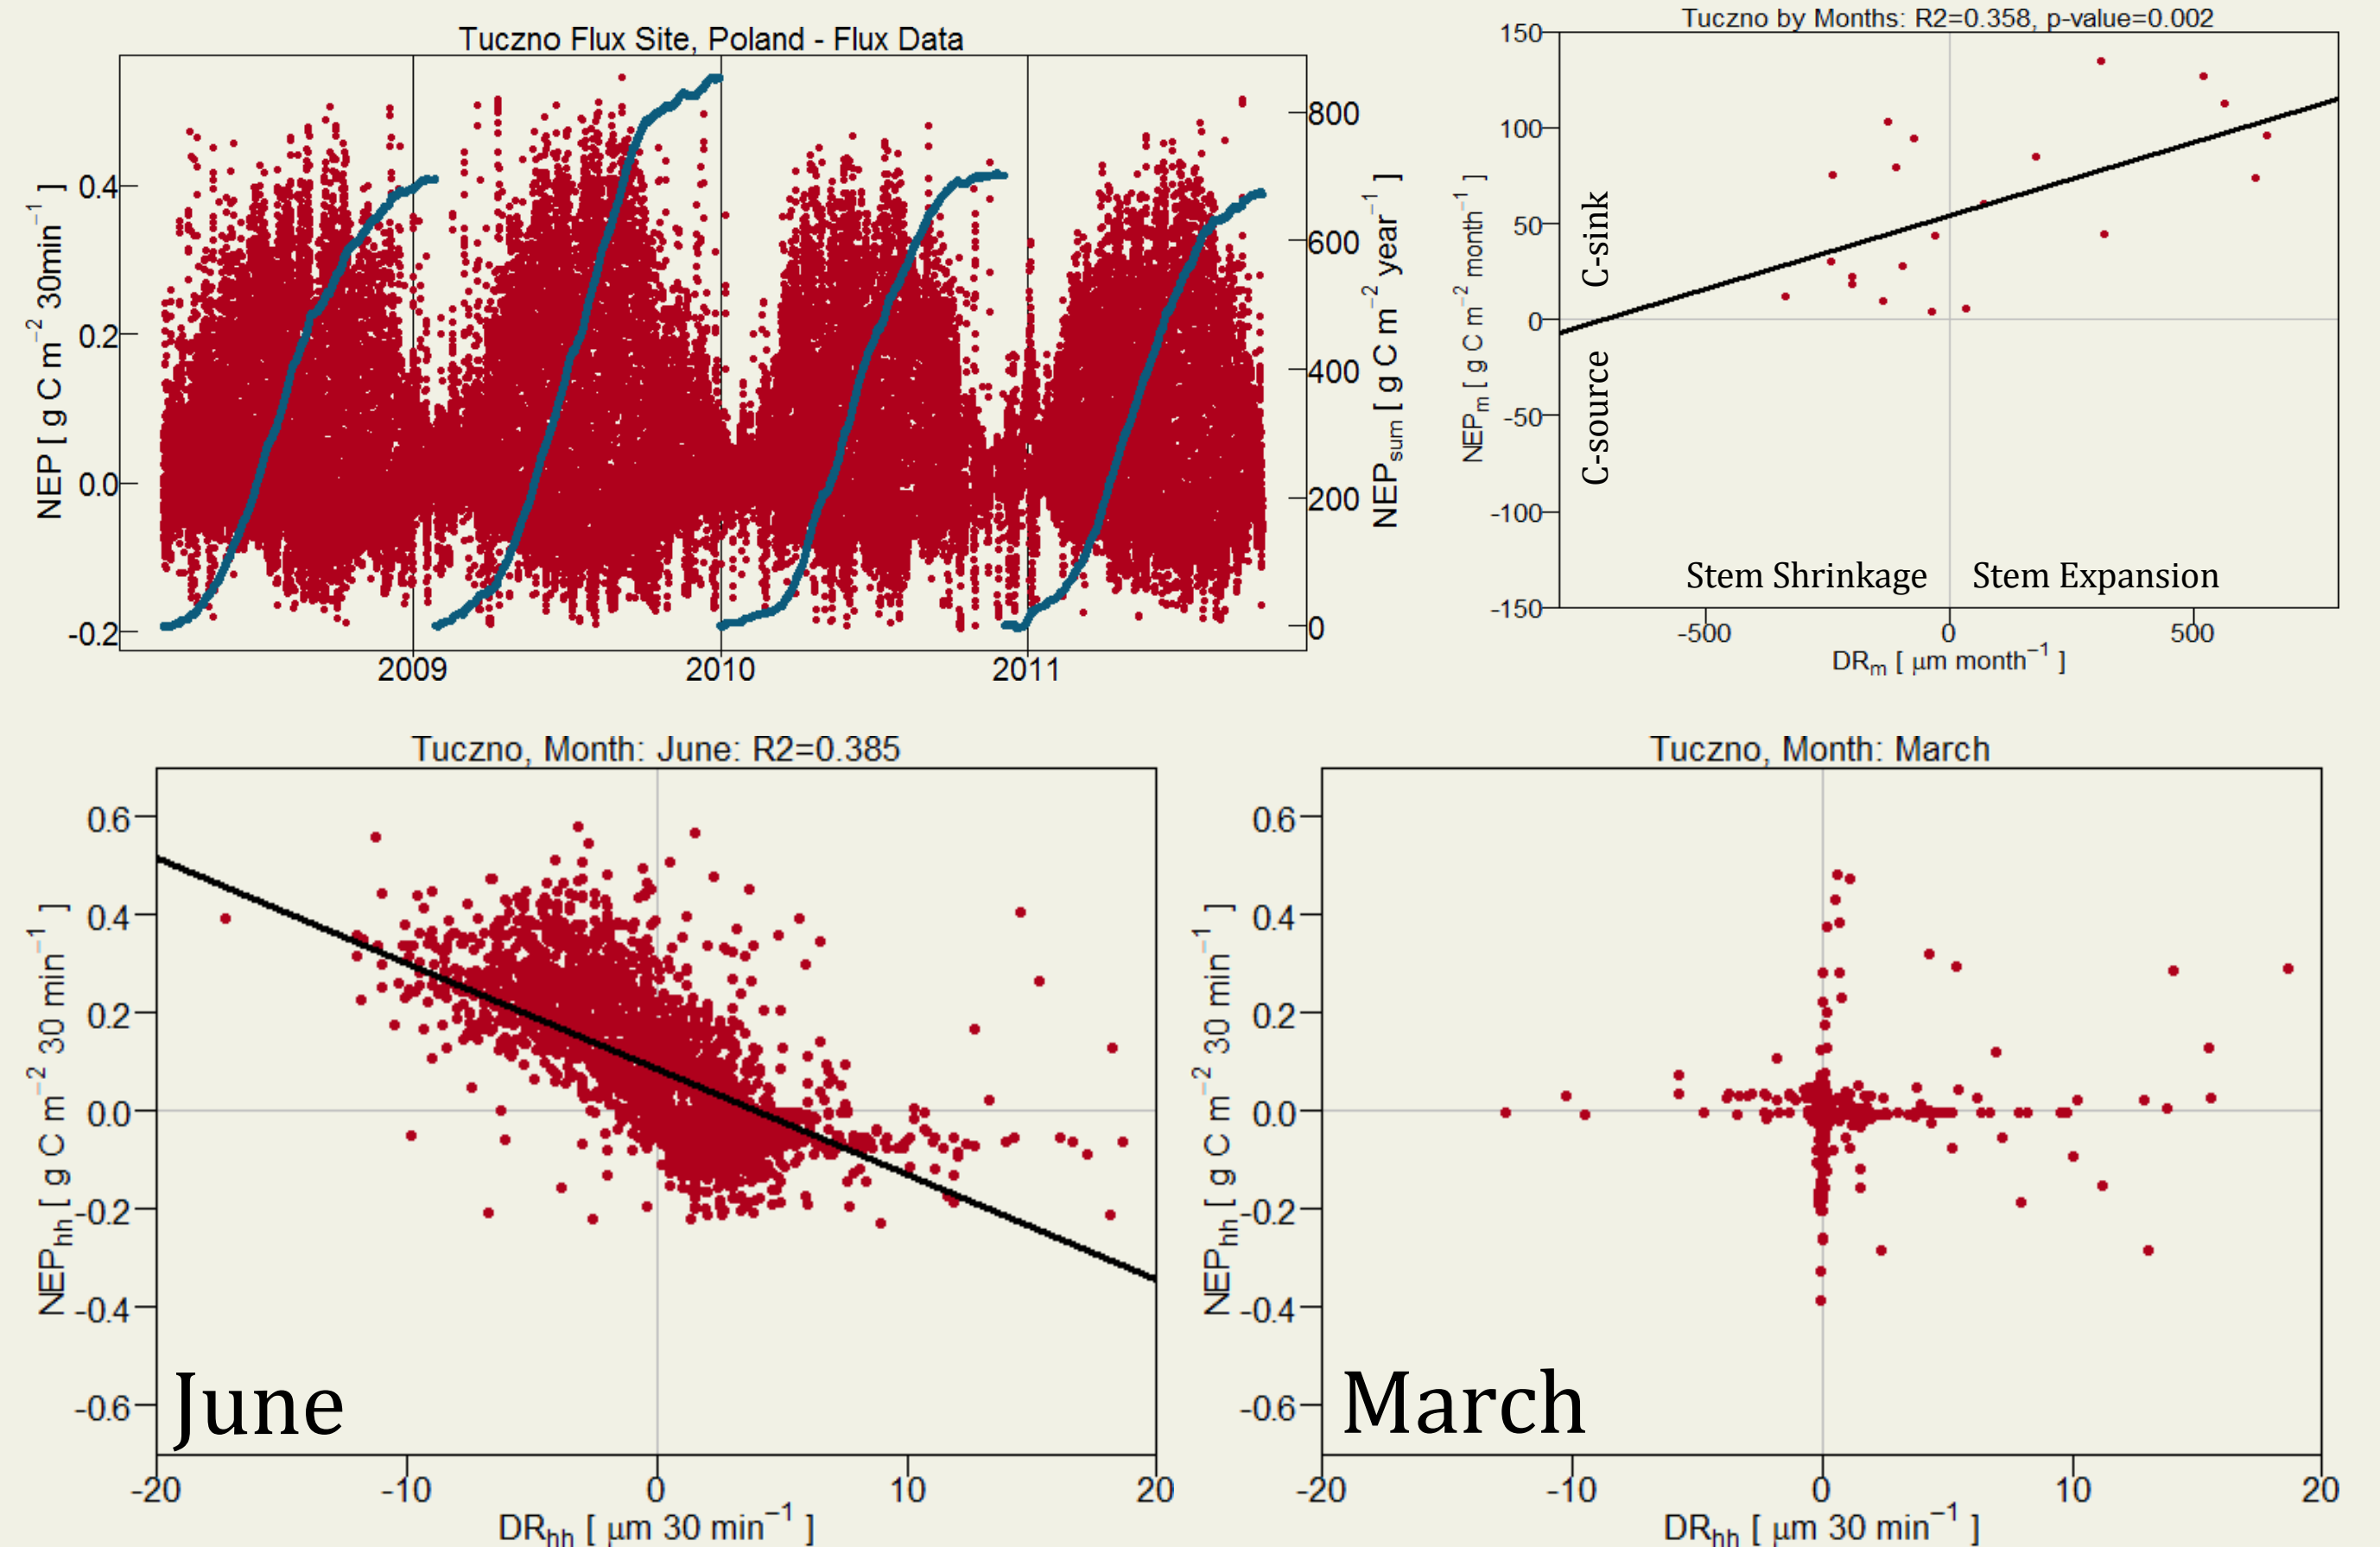 Tuczno Flux Site, Poland - Flux Data
NEP [ g C m⁻² 30min⁻¹ ]
0.4
0.2
0.0
-0.2
2009
2010
2011
800
600
400
200
0
NEPsum [ g C m⁻² year⁻¹ ]
Tuczno by Months: R2=0.358, p-value=0.002
NEPm [ g C m⁻² month⁻¹ ]
150
100
50
0
-50
-100
-150
C-sink
C-source
Stem Shrinkage
Stem Expansion
-500
0
500
DRm [ µm month⁻¹ ]
Tuczno, Month: June: R2=0.385
NEPhh [ g C m⁻² 30 min⁻¹ ]
0.6
0.4
0.2
0.0
-0.2
-0.4
-0.6
June
-20
-10
0
10
20
DRhh [ µm 30 min⁻¹ ]
Tuczno, Month: March
NEPhh [ g C m⁻² 30 min⁻¹ ]
0.6
0.4
0.2
0.0
-0.2
-0.4
-0.6
March
-20
-10
0
10
20
DRhh [ µm 30 min⁻¹ ]